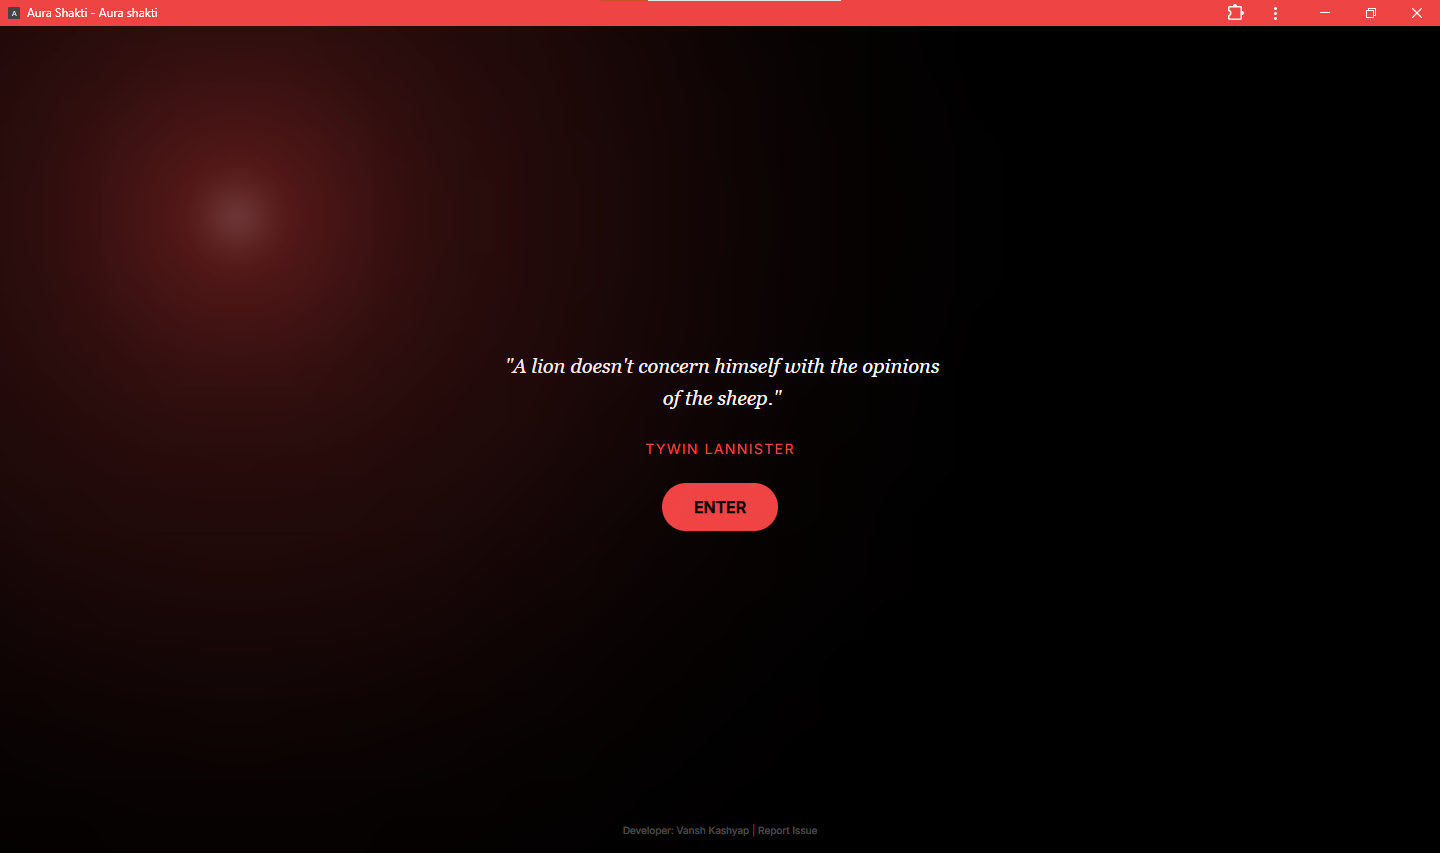 A Aura Shakti - Aura shakti
"A lion doesn't concern himself with the opinions
of the sheep."
TYWIN LANNISTER
ENTER
Developer: Vansh Kashyap | Report Issue